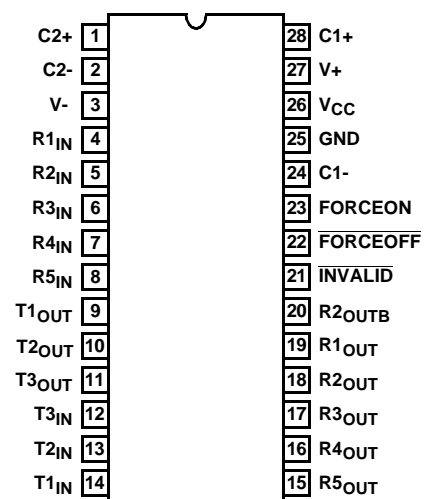 C2+ 1 28 C1+
C2- 2 27 V+
V- 3 26 VCC
R1IN 4 25 GND
R2IN 5 24 C1-
R3IN 6 23 FORCEON
R4IN 7 22 FORCEOFF
R5IN 8 21 INVALID
T1OUT 9 20 R2OUTB
T2OUT 10 19 R1OUT
T3OUT 11 18 R2OUT
T3IN 12 17 R3OUT
T2IN 13 16 R4OUT
T1IN 14 15 R5OUT